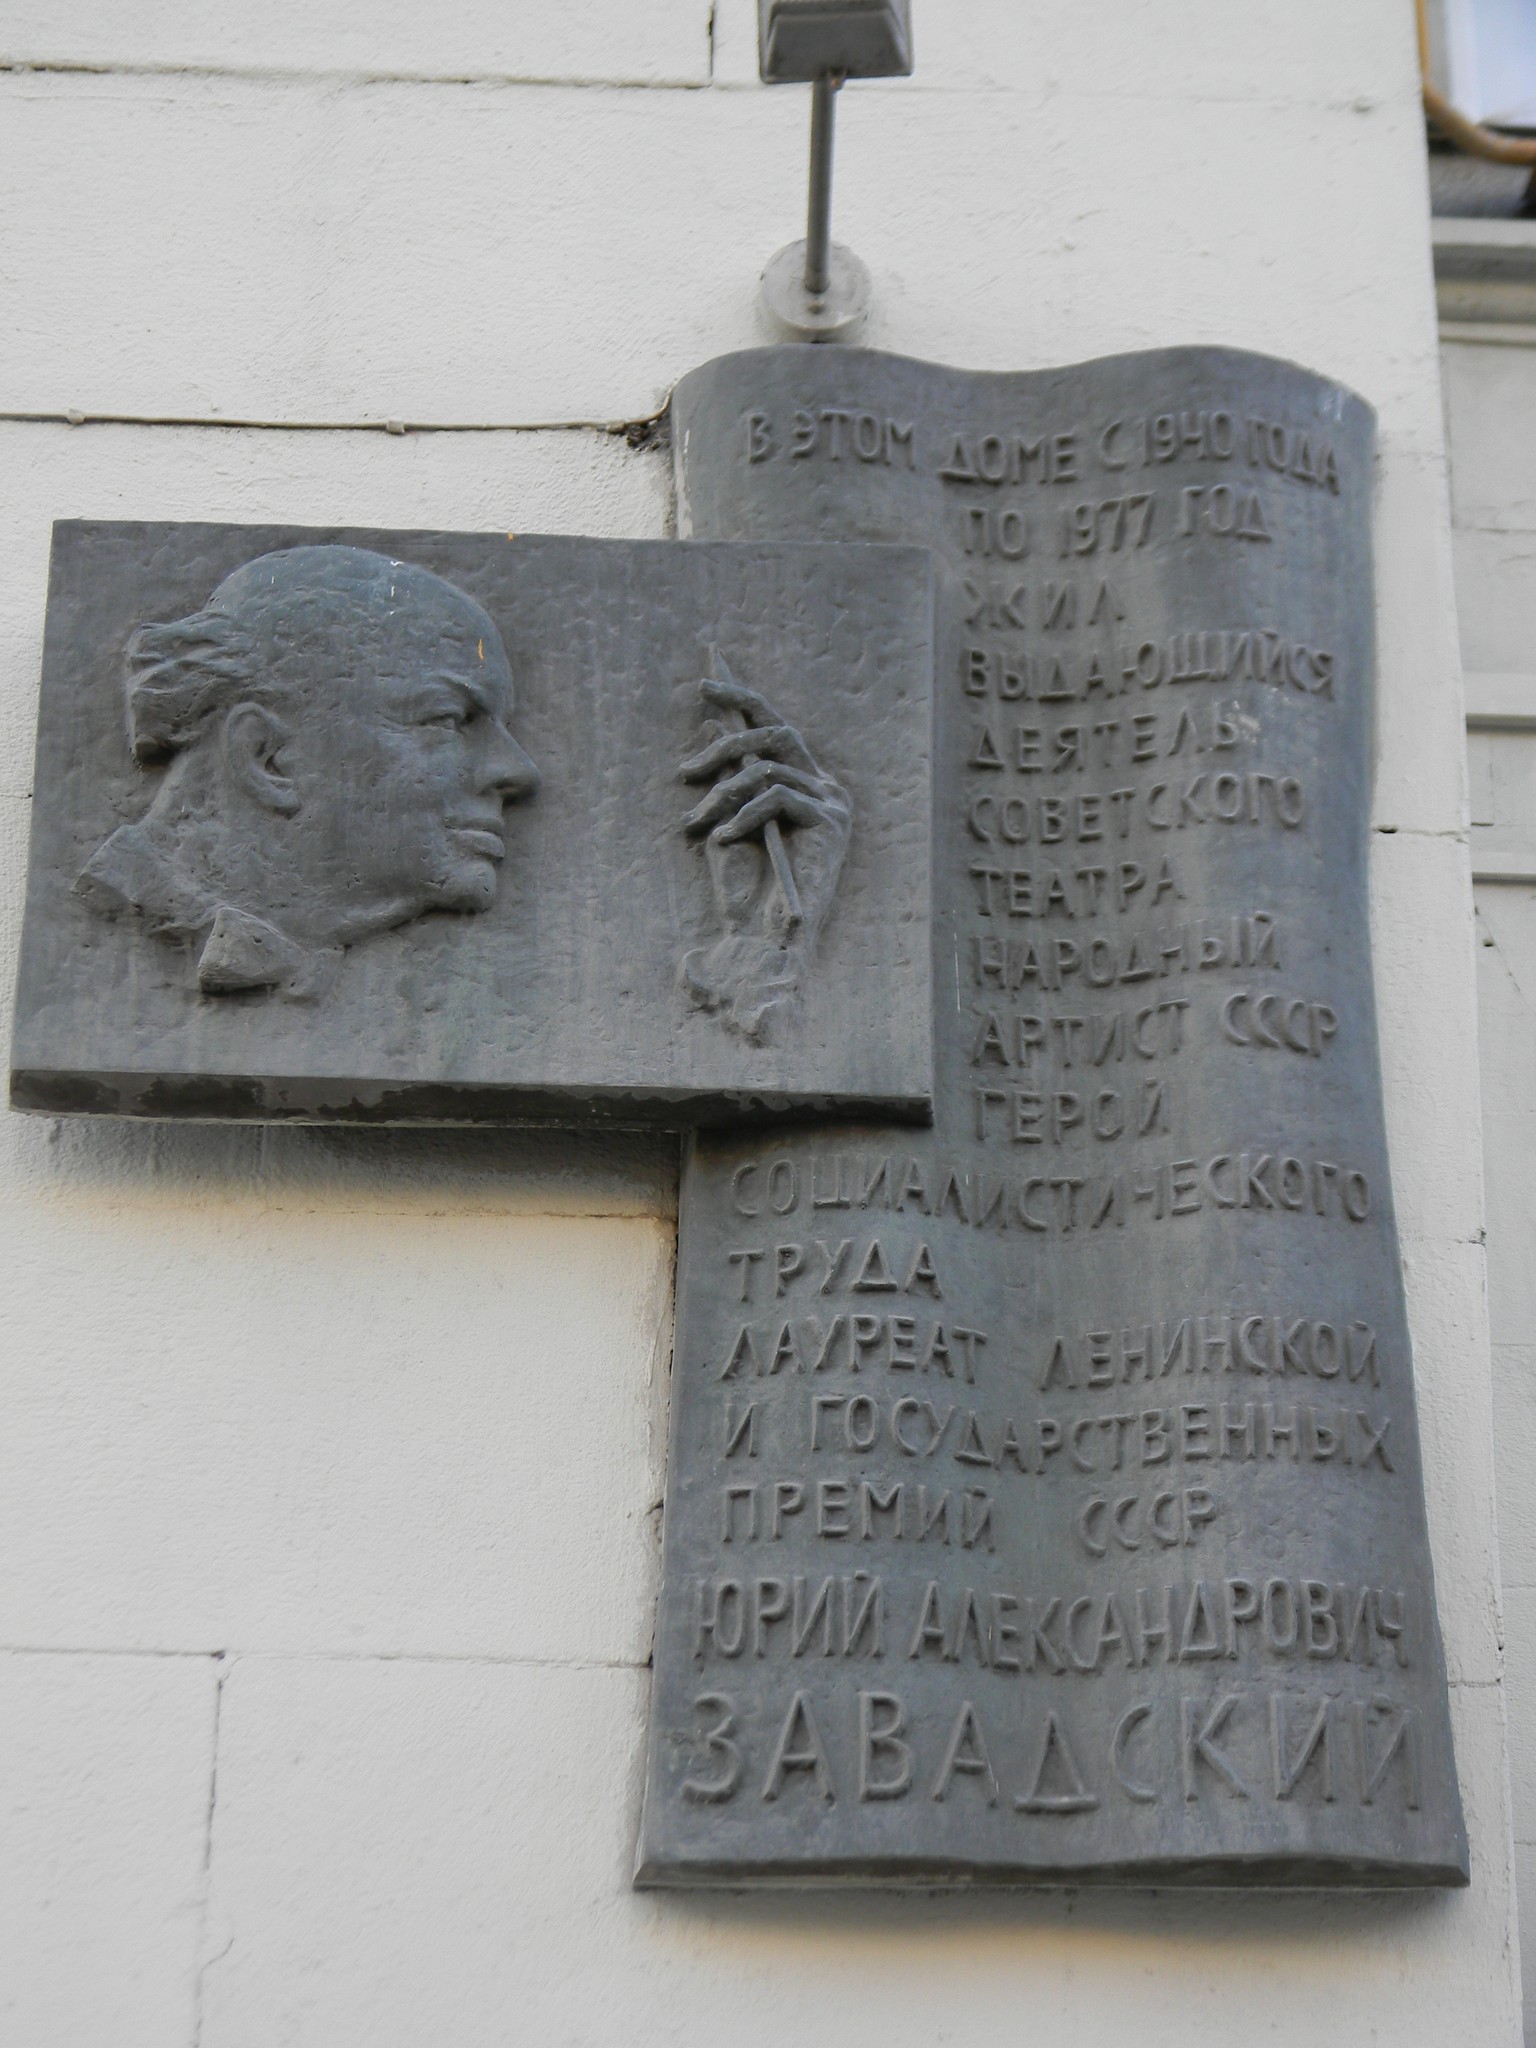 В ЭТОМ ДОМЕ С 1940 ГОДА
ПО 1977 ГОД
ЖИЛ
ВЫДАЮЩИЙСЯ
ДЕЯТЕЛЬ
СОВЕТСКОГО
ТЕАТРА
НАРОДНЫЙ
АРТИСТ СССР
ГЕРОЙ
СОЦИАЛИСТИЧЕСКОГО
ТРУДА
ЛАУРЕАТ ЛЕНИНСКОЙ
И ГОСУДАРСТВЕННЫХ
ПРЕМИЙ СССР
ЮРИЙ АЛЕКСАНДРОВИЧ
ЗАВАДСКИЙ